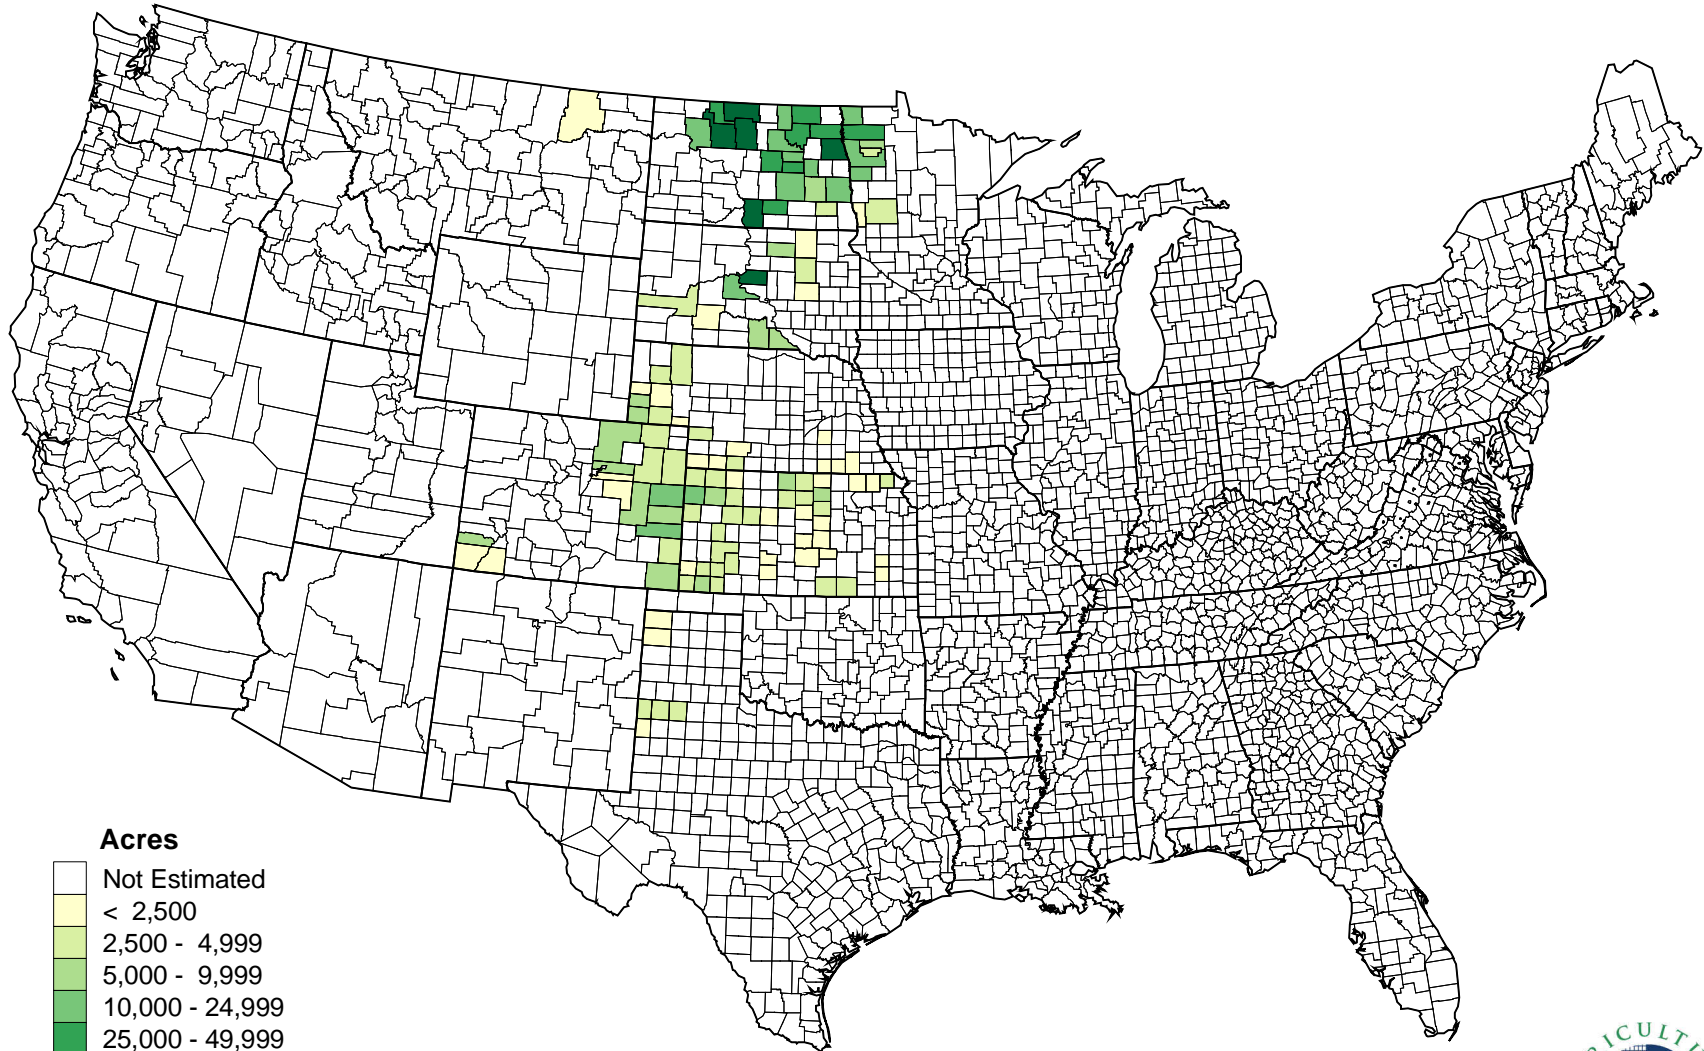 Acres
Not Estimated
< 2,500
2,500 - 4,999
5,000 - 9,999
10,000 - 24,999
25,000 - 49,999